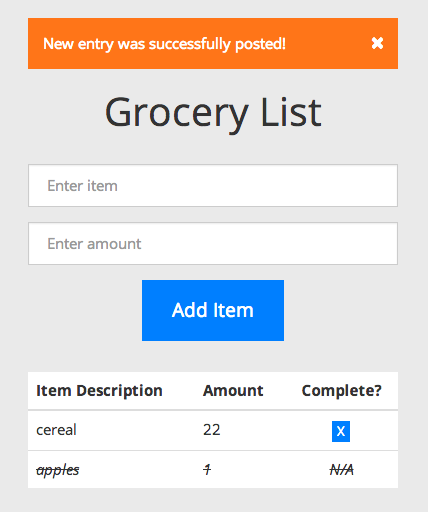 New entry was successfully posted! ✖
Grocery List
Enter item
Enter amount
Add Item
Item Description Amount Complete?
cereal 22 X
apples 1 N/A